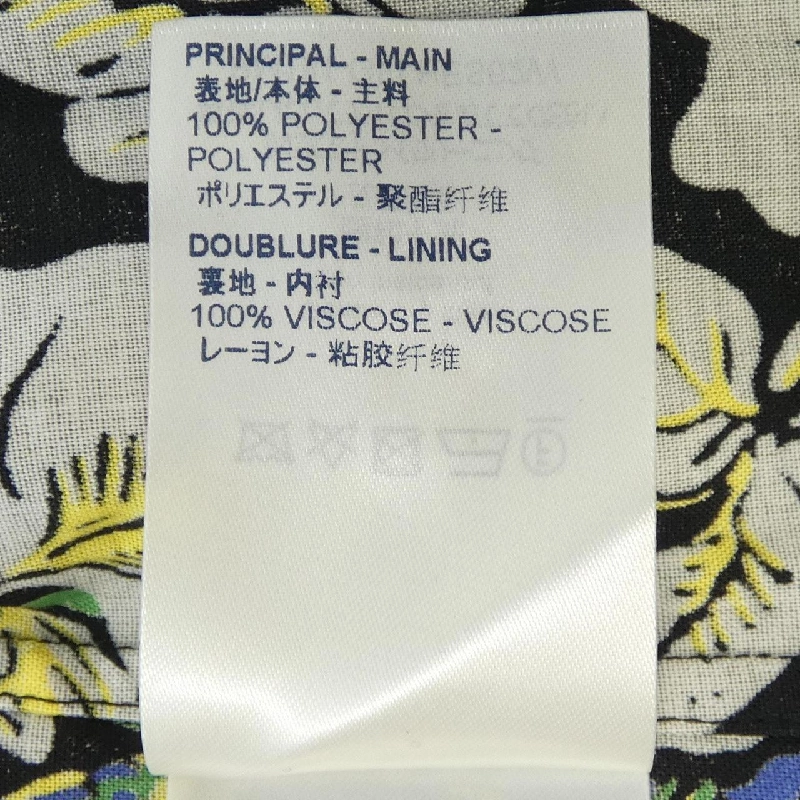 PRINCIPAL - MAIN
表地/本体 - 主料
100% POLYESTER -
POLYESTER
ポリエステル - 聚酯纤维
DOUBLURE - LINING
裏地 - 内衬
100% VISCOSE - VISCOSE
レーヨン - 粘胶纤维